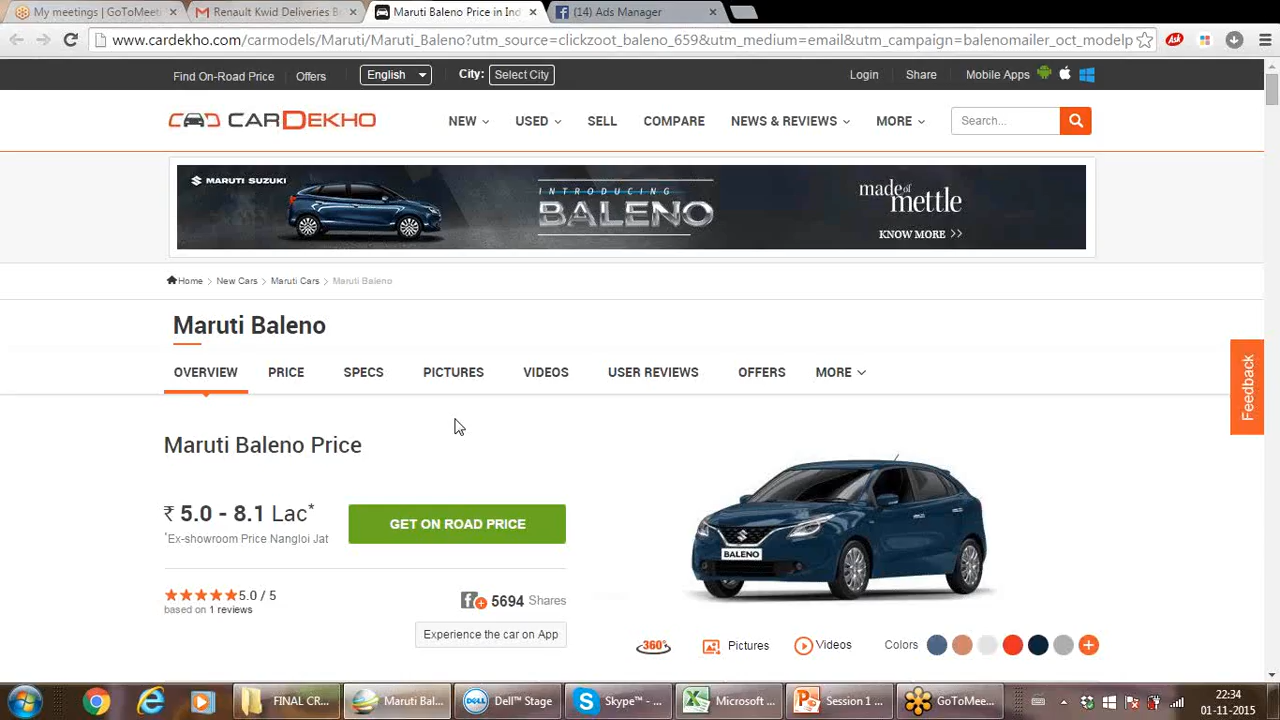 My meetings | GoToMeet
Renault Kwid Deliveries B
Maruti Baleno Price in Ind
(14) Ads Manager
www.cardekho.com/carmodels/Maruti/Maruti_Baleno?utm_source=clickzoot_baleno_659&utm_medium=email&utm_campaign=balenomailer_oct_modelp
Ask
Find On-Road Price Offers English City: Select City Login Share Mobile Apps
CARDEKHO NEW USED SELL COMPARE NEWS & REVIEWS MORE Search...
MARUTI SUZUKI
INTRODUCING
BALENO
made of
mettle
KNOW MORE >>
Home > New Cars > Maruti Cars > Maruti Baleno
Maruti Baleno
OVERVIEW PRICE SPECS PICTURES VIDEOS USER REVIEWS OFFERS MORE
Feedback
Maruti Baleno Price
₹ 5.0 - 8.1 Lac*
GET ON ROAD PRICE
*Ex-showroom Price Nangloi Jat
BALENO
5.0 / 5
based on 1 reviews
5694 Shares
Experience the car on App
360° Pictures Videos Colors
FINAL CR... Maruti Bal... DELL Dell™ Stage Skype™ - ... Microsoft ... Session 1 ... GoToMee...
22:34
01-11-2015